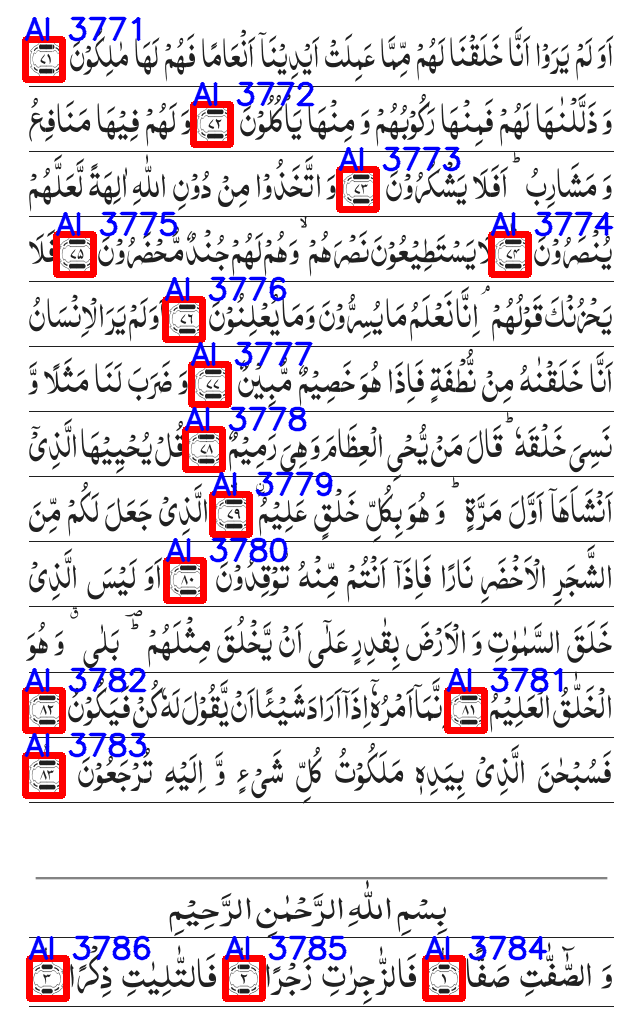 AI 3771
اَوَ لَمْ يَرَوْا اَنَّا خَلَقْنَا لَهُمْ مِّمَّا عَمِلَتْ اَيْدِيْنَاۤ اَنْعَامًا فَهُمْ لَهَا مٰلِكُوْنَ ٧١
AI 3772
وَ ذَلَّلْنٰهَا لَهُمْ فَمِنْهَا رَكُوْبُهُمْ وَ مِنْهَا يَاْكُلُوْنَ ٧٢ وَ لَهُمْ فِيْهَا مَنَافِعُ
AI 3773
وَ مَشَارِبُ ؕ اَفَلَا يَشْكُرُوْنَ ٧٣ وَ اتَّخَذُوْا مِنْ دُوْنِ اللّٰهِ اٰلِهَةً لَّعَلَّهُمْ
AI 3774 AI 3775
يُنْصَرُوْنَ ٧٤ لَا يَسْتَطِيْعُوْنَ نَصْرَهُمْ ۙ وَ هُمْ لَهُمْ جُنْدٌ مُّحْضَرُوْنَ ٧٥ فَلَا
AI 3776
يَحْزُنْكَ قَوْلُهُمْ ۘ اِنَّا نَعْلَمُ مَا يُسِرُّوْنَ وَ مَا يُعْلِنُوْنَ ٧٦ اَوَ لَمْ يَرَ الْاِنْسَانُ
AI 3777
اَنَّا خَلَقْنٰهُ مِنْ نُّطْفَةٍ فَاِذَا هُوَ خَصِيْمٌ مُّبِيْنٌ ٧٧ وَ ضَرَبَ لَنَا مَثَلًا وَّ
AI 3778
نَسِيَ خَلْقَهٗ ؕ قَالَ مَنْ يُّحْيِ الْعِظَامَ وَ هِيَ رَمِيْمٌ ٧٨ قُلْ يُحْيِيْهَا الَّذِيْۤ
AI 3779
اَنْشَاَهَاۤ اَوَّلَ مَرَّةٍ ؕ وَ هُوَ بِكُلِّ خَلْقٍ عَلِيْمُ ٧٩ الَّذِيْ جَعَلَ لَكُمْ مِّنَ
AI 3780
الشَّجَرِ الْاَخْضَرِ نَارًا فَاِذَاۤ اَنْتُمْ مِّنْهُ تُوْقِدُوْنَ ٨٠ اَوَ لَيْسَ الَّذِيْ
خَلَقَ السَّمٰوٰتِ وَ الْاَرْضَ بِقٰدِرٍ عَلٰۤى اَنْ يَّخْلُقَ مِثْلَهُمْ ؕ بَلٰى ۗ وَ هُوَ
AI 3781 AI 3782
الْخَلّٰقُ الْعَلِيْمُ ٨١ اِنَّمَاۤ اَمْرُهٗۤ اِذَاۤ اَرَادَ شَيْـًٔا اَنْ يَّقُوْلَ لَهٗ كُنْ فَيَكُوْنُ ٨٢
AI 3783
فَسُبْحٰنَ الَّذِيْ بِيَدِهٖ مَلَكُوْتُ كُلِّ شَيْءٍ وَّ اِلَيْهِ تُرْجَعُوْنَ ٨٣
بِسْمِ اللّٰهِ الرَّحْمٰنِ الرَّحِيْمِ
AI 3784 AI 3785 AI 3786
وَ الصّٰٓفّٰتِ صَفًّا ١ فَالزّٰجِرٰتِ زَجْرًا ٢ فَالتّٰلِيٰتِ ذِكْرًا ٣